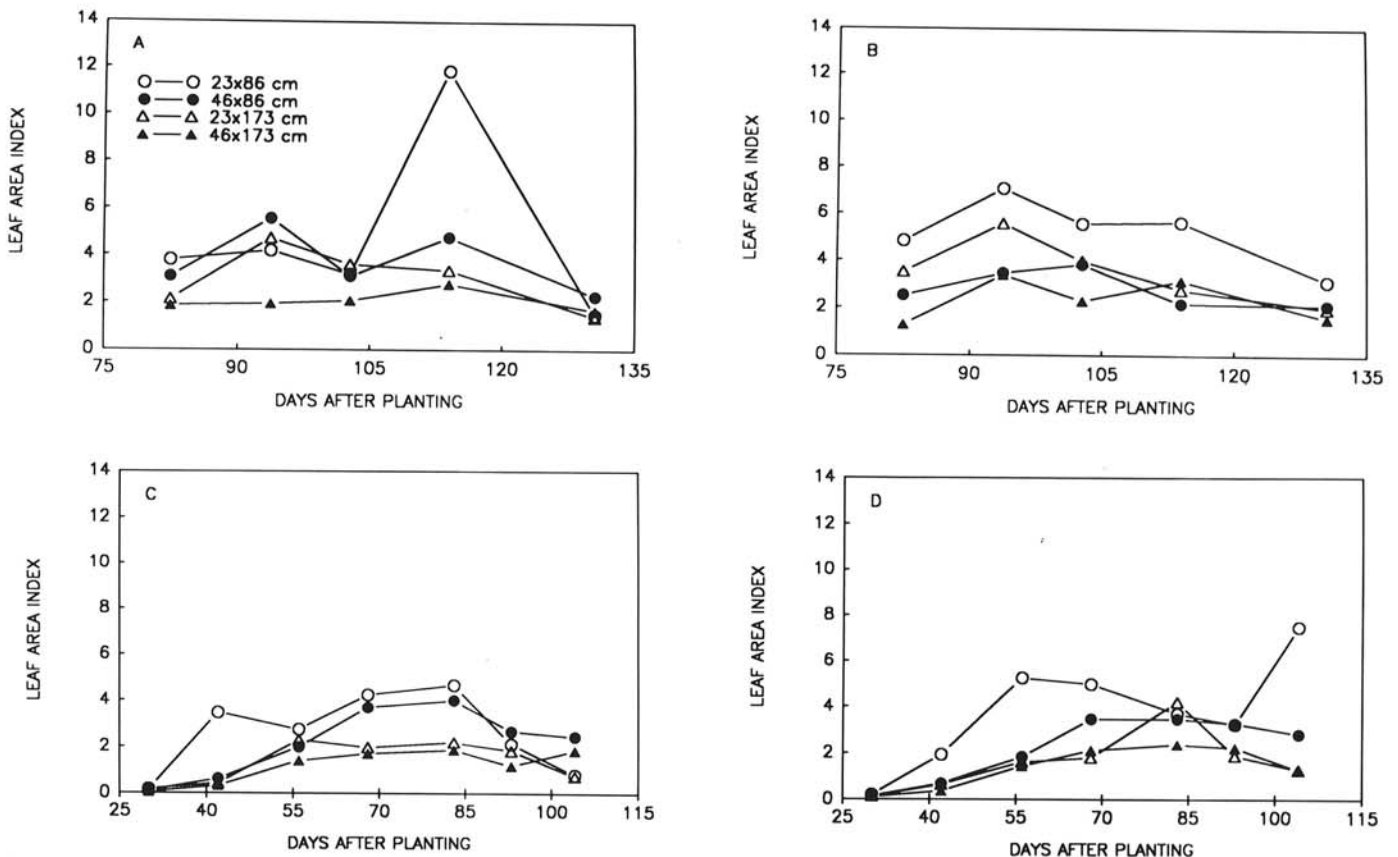 LEAF AREA INDEX
14
12
10
8
6
4
2
0
A
23x86 cm
46x86 cm
23x173 cm
46x173 cm
75 90 105 120 135
DAYS AFTER PLANTING
LEAF AREA INDEX
14
12
10
8
6
4
2
0
B
75 90 105 120 135
DAYS AFTER PLANTING
LEAF AREA INDEX
14
12
10
8
6
4
2
0
C
25 40 55 70 85 100 115
DAYS AFTER PLANTING
LEAF AREA INDEX
14
12
10
8
6
4
2
0
D
25 40 55 70 85 100 115
DAYS AFTER PLANTING